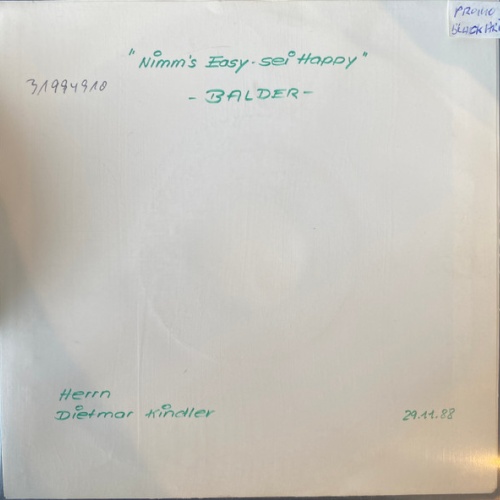 PROMO
"Nimm's Easy - sei Happy"
31994910
- BALDER -
Herrn
Dietmar Kindler
29.11.88